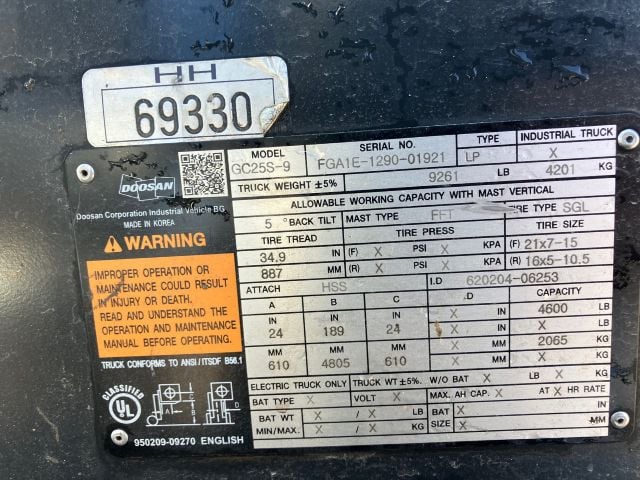 HH
69330
DOOSAN
Doosan Corporation Industrial Vehicle BG
MADE IN KOREA
WARNING
IMPROPER OPERATION OR
MAINTENANCE COULD RESULT
IN INJURY OR DEATH.
READ AND UNDERSTAND THE
OPERATION AND MAINTENANCE
MANUAL BEFORE OPERATING.
TRUCK CONFORMS TO ANSI/ITSDF B56.1
CLASSIFIED
UL
A B C D
950209-09270 ENGLISH
MODEL SERIAL NO. TYPE INDUSTRIAL TRUCK
GC25S-9 FGA1E-1290-01921 LP X
TRUCK WEIGHT ±5% 9261 LB 4201 KG
ALLOWABLE WORKING CAPACITY WITH MAST VERTICAL
5 °BACK TILT MAST TYPE FFT TIRE TYPE SGL
TIRE TREAD TIRE PRESS TIRE SIZE
34.9 IN (F) X PSI X KPA (F) 21x7-15
887 MM (R) X PSI X KPA (R) 16x5-10.5
ATTACH HSS I.D 620204-06253
A B C D CAPACITY
IN IN IN X IN 4600 LB
24 189 24 X IN X LB
MM MM MM X MM 2065 KG
610 4805 610 X MM X KG
ELECTRIC TRUCK ONLY TRUCK WT ±5%. W/O BAT X LB X KG
BAT TYPE X VOLT X MAX. AH CAP. X AT X HR RATE
BAT WT X / X LB BAT X IN
MIN/MAX. X / X KG SIZE X MM